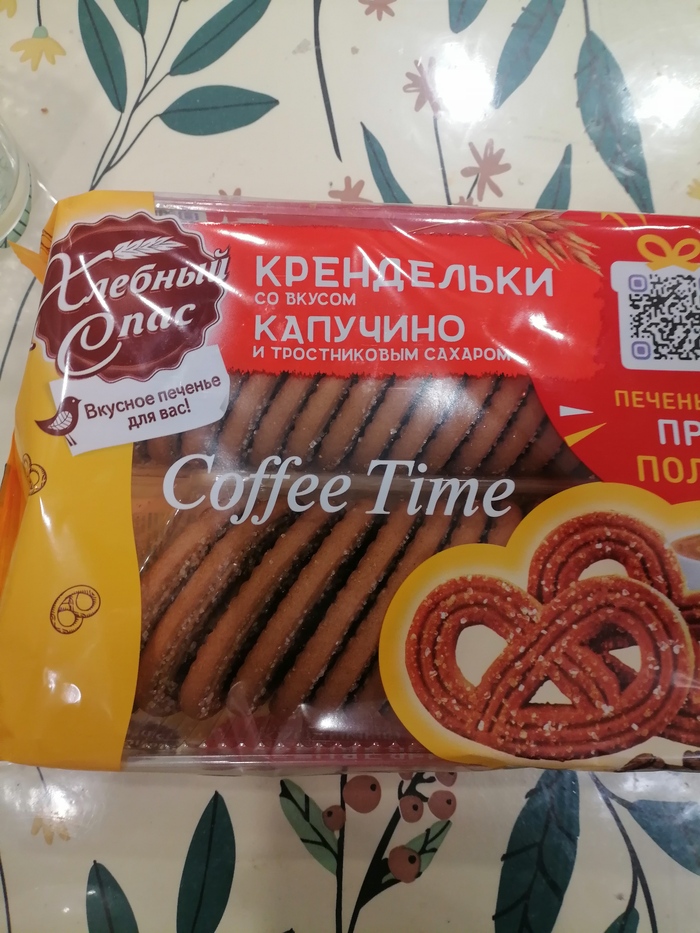 Хлебный
Спас
Вкусное печенье
для вас!
КРЕНДЕЛЬКИ
СО ВКУСОМ
КАПУЧИНО
И ТРОСТНИКОВЫМ САХАРОМ
Coffee Time